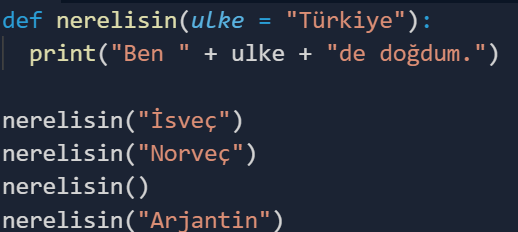 def nerelisin(ulke = "Türkiye"):
  print("Ben " + ulke + "de doğdum.")

nerelisin("İsveç")
nerelisin("Norveç")
nerelisin()
nerelisin("Arjantin")